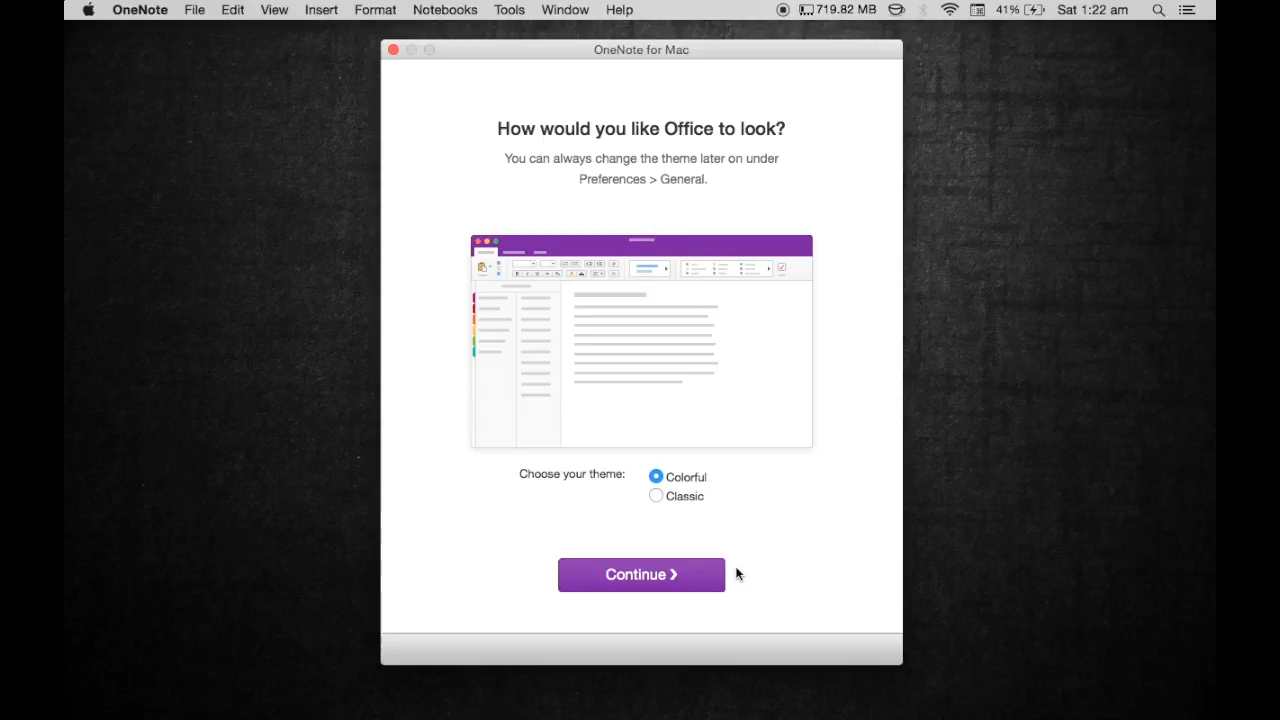 OneNote File Edit View Insert Format Notebooks Tools Window Help 719.82 MB 41% Sat 1:22 am
OneNote for Mac
How would you like Office to look?
You can always change the theme later on under
Preferences > General.
Choose your theme: Colorful
Classic
Continue ❯